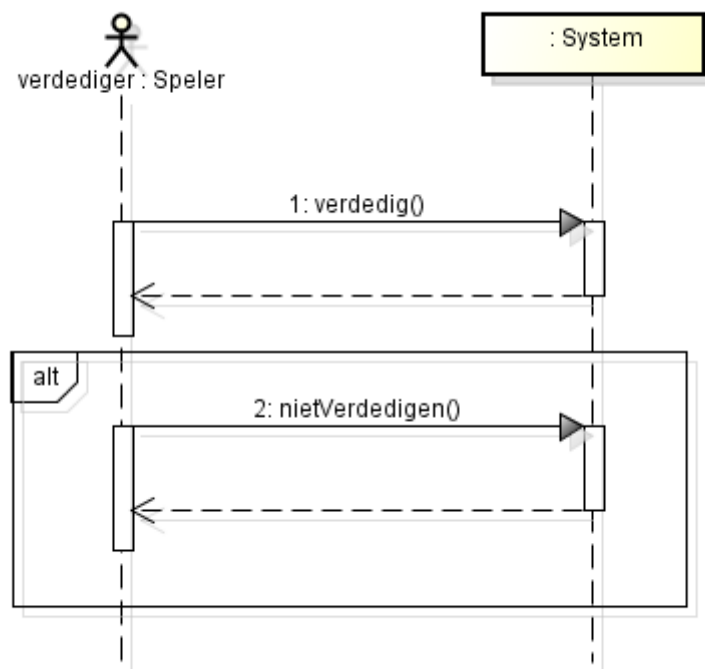 verdediger : Speler
: System
1: verdedig()
alt
2: nietVerdedigen()